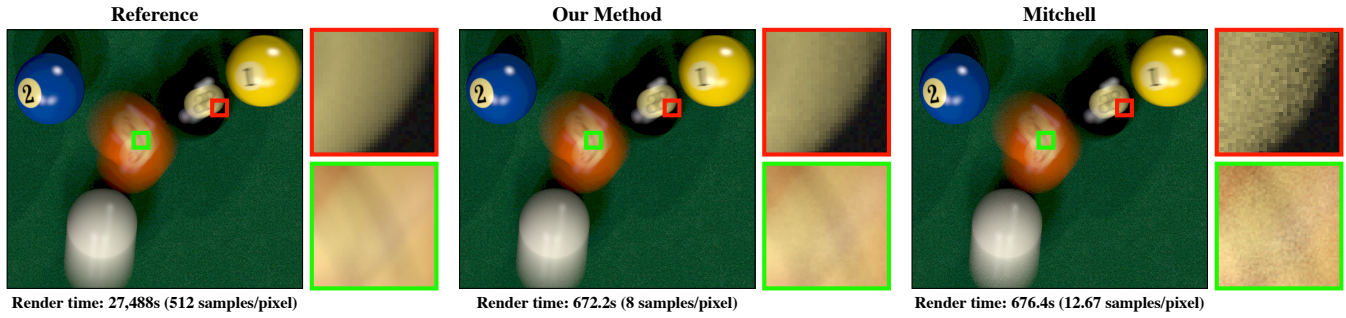 Reference
Our Method
Mitchell
2
1
2
1
2
1
Render time: 27,488s (512 samples/pixel)
Render time: 672.2s (8 samples/pixel)
Render time: 676.4s (12.67 samples/pixel)